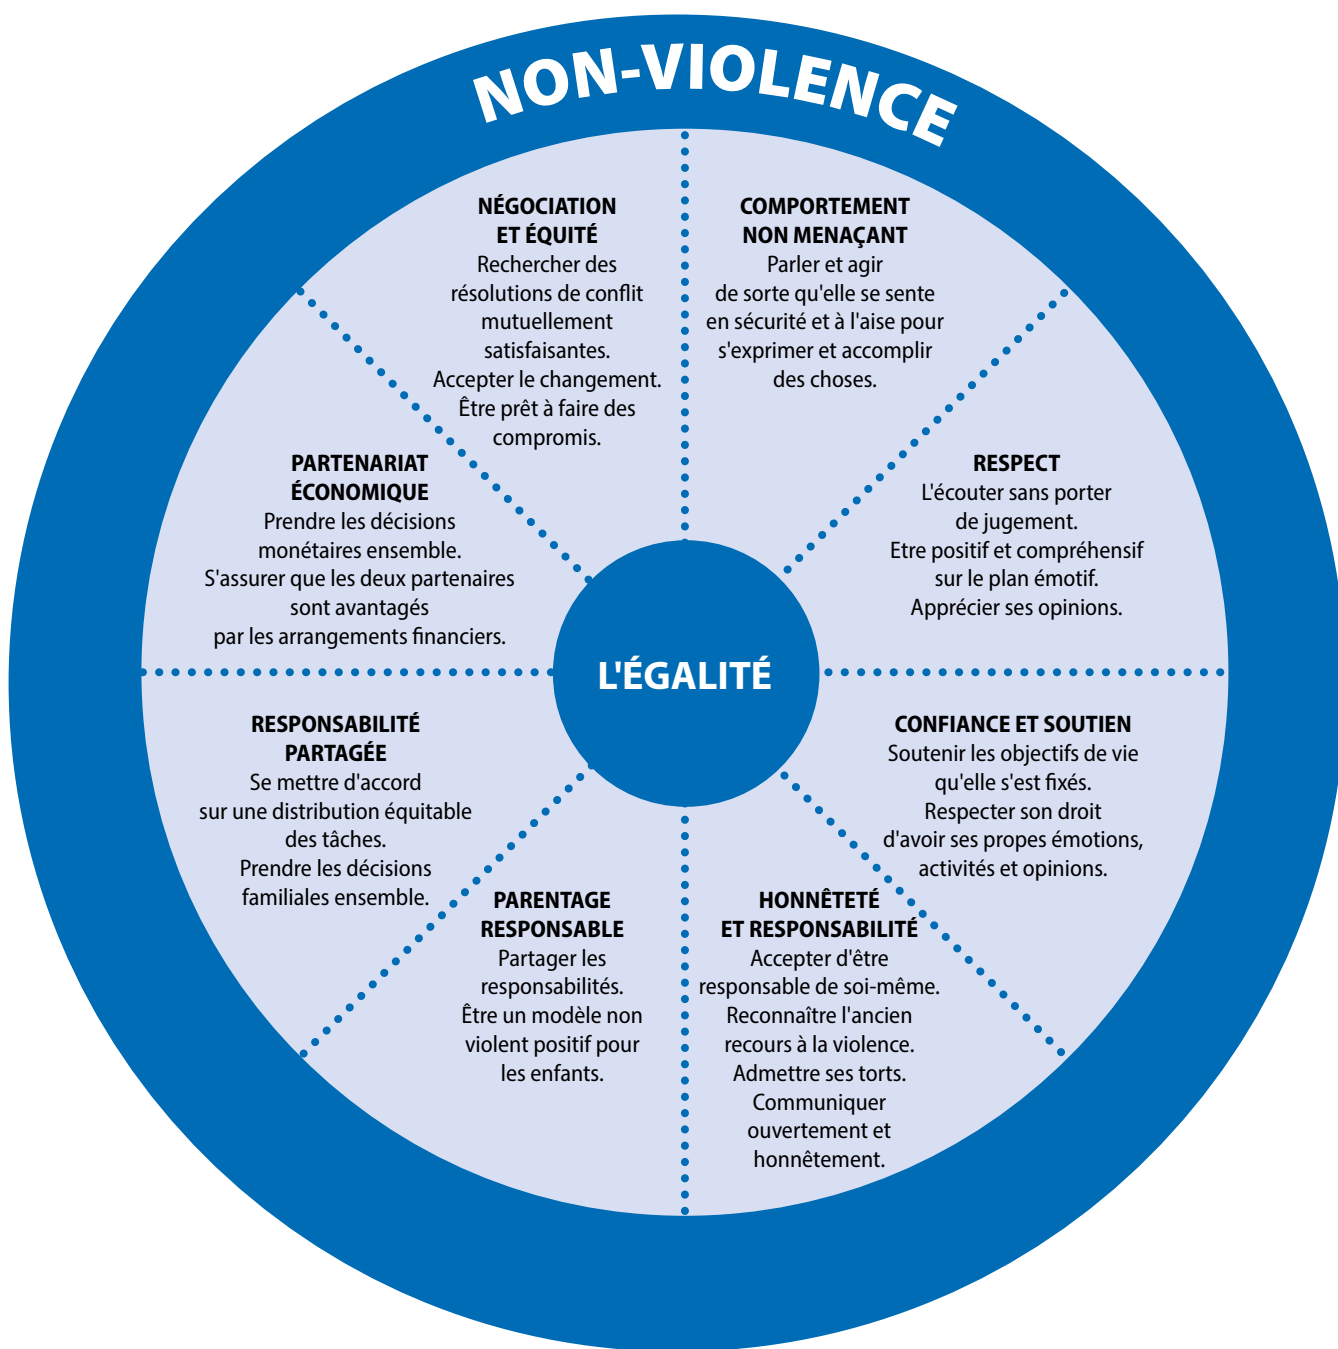 NON-VIOLENCE
NÉGOCIATION
ET ÉQUITÉ
Rechercher des
résolutions de conflit
mutuellement
satisfaisantes.
Accepter le changement.
Être prêt à faire des
compromis.
COMPORTEMENT
NON MENAÇANT
Parler et agir
de sorte qu'elle se sente
en sécurité et à l'aise pour
s'exprimer et accomplir
des choses.
PARTENARIAT
ÉCONOMIQUE
Prendre les décisions
monétaires ensemble.
S'assurer que les deux partenaires
sont avantagés
par les arrangements financiers.
RESPECT
L'écouter sans porter
de jugement.
Etre positif et compréhensif
sur le plan émotif.
Apprécier ses opinions.
L'ÉGALITÉ
RESPONSABILITÉ
PARTAGÉE
Se mettre d'accord
sur une distribution équitable
des tâches.
Prendre les décisions
familiales ensemble.
CONFIANCE ET SOUTIEN
Soutenir les objectifs de vie
qu'elle s'est fixés.
Respecter son droit
d'avoir ses propes émotions,
activités et opinions.
PARENTAGE
RESPONSABLE
Partager les
responsabilités.
Être un modèle non
violent positif pour
les enfants.
HONNÊTETÉ
ET RESPONSABILITÉ
Accepter d'être
responsable de soi-même.
Reconnaître l'ancien
recours à la violence.
Admettre ses torts.
Communiquer
ouvertement et
honnêtement.